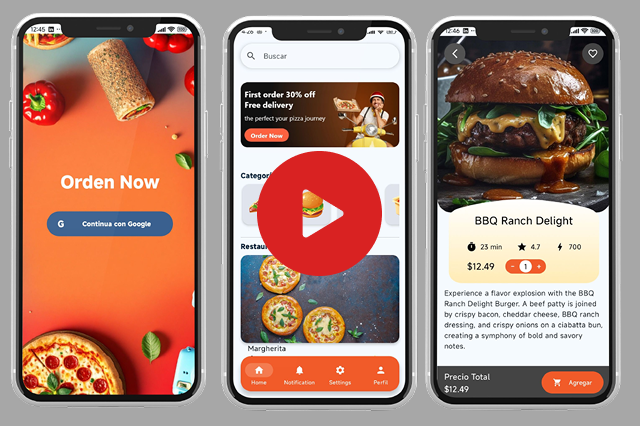 12:45
Orden Now
G Continua con Google
4:26
Buscar
First order 30% off
Free delivery
the perfect your pizza journey
Order Now
Categorí
Restaur
Margherita
Home
Notification
Settings
Perfil
12:46
BBQ Ranch Delight
23 min
4.7
700
$12.49
- 1 +
Experience a flavor explosion with the BBQ
Ranch Delight Burger. A beef patty is joined
by crispy bacon, cheddar cheese, BBQ ranch
dressing, and crispy onions on a ciabatta bun,
creating a symphony of bold and savory
notes.
Precio Total
$12.49
Agregar